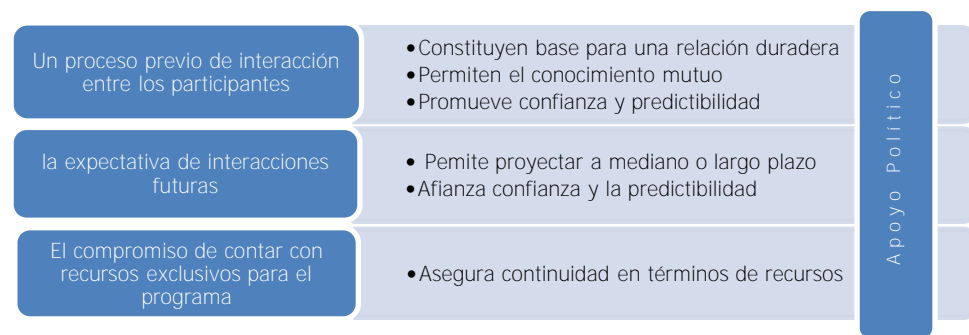 Un proceso previo de interacción
entre los participantes
•Constituyen base para una relación duradera
•Permiten el conocimiento mutuo
•Promueve confianza y predictibilidad
la expectativa de interacciones
futuras
• Pemite proyectar a mediano o largo plazo
•Afianza confianza y la predictibilidad
El compromiso de contar con
recursos exclusivos para el
programa
•Asegura continuidad en términos de recursos
Apoyo Político